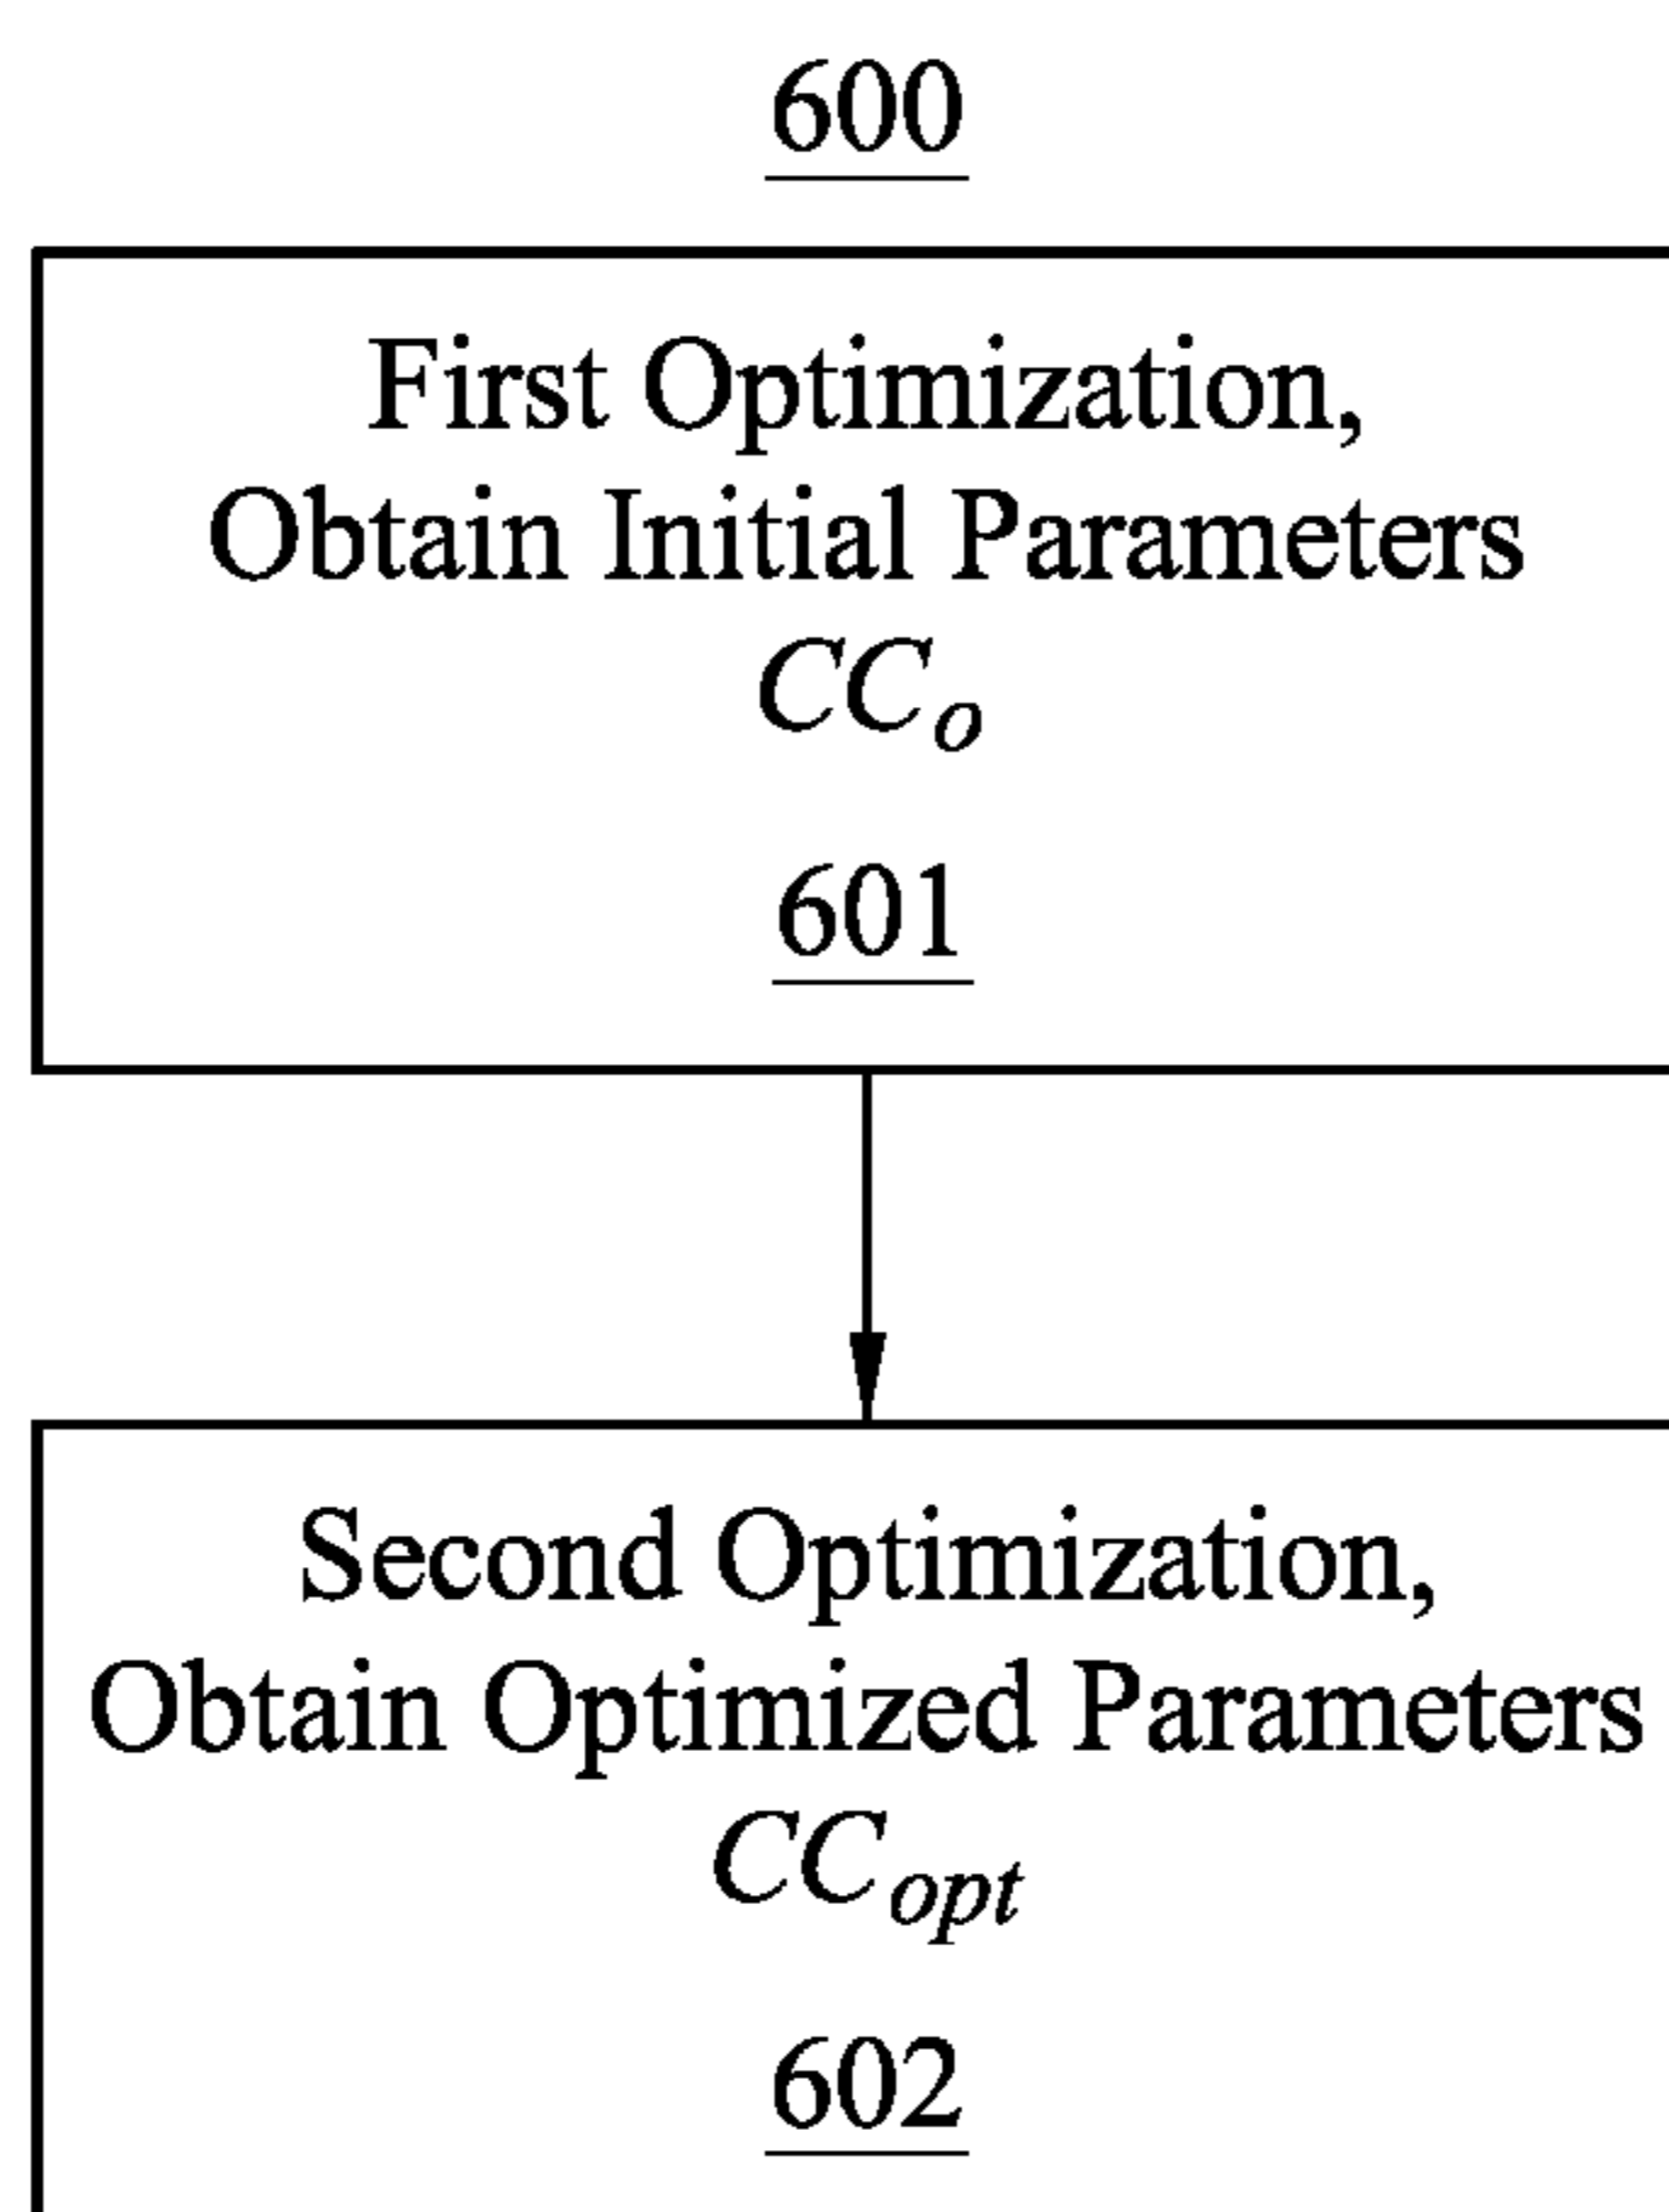 600
First Optimization,
Obtain Initial Parameters
CCo
601
Second Optimization,
Obtain Optimized Parameters
CCopt
602